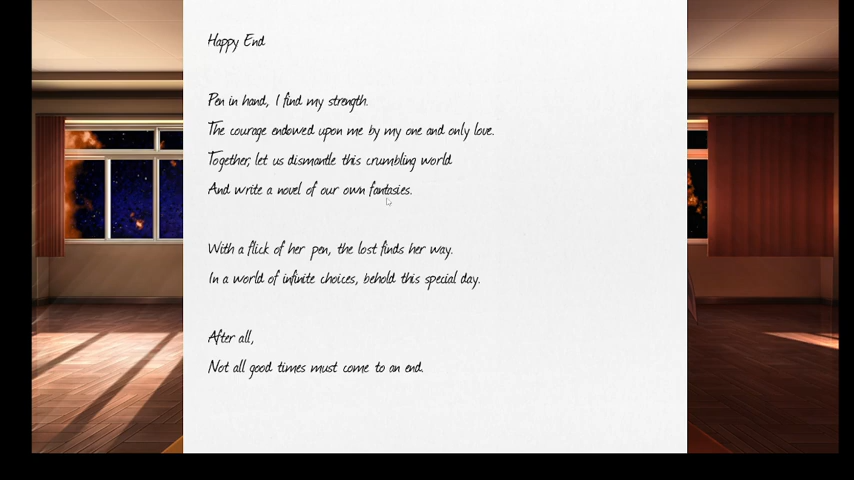 Happy End
Pen in hand, I find my strength.
The courage endowed upon me by my one and only love.
Together, let us dismantle this crumbling world
And write a novel of our own fantasies.
With a flick of her pen, the lost finds her way.
In a world of infinite choices, behold this special day.
After all,
Not all good times must come to an end.